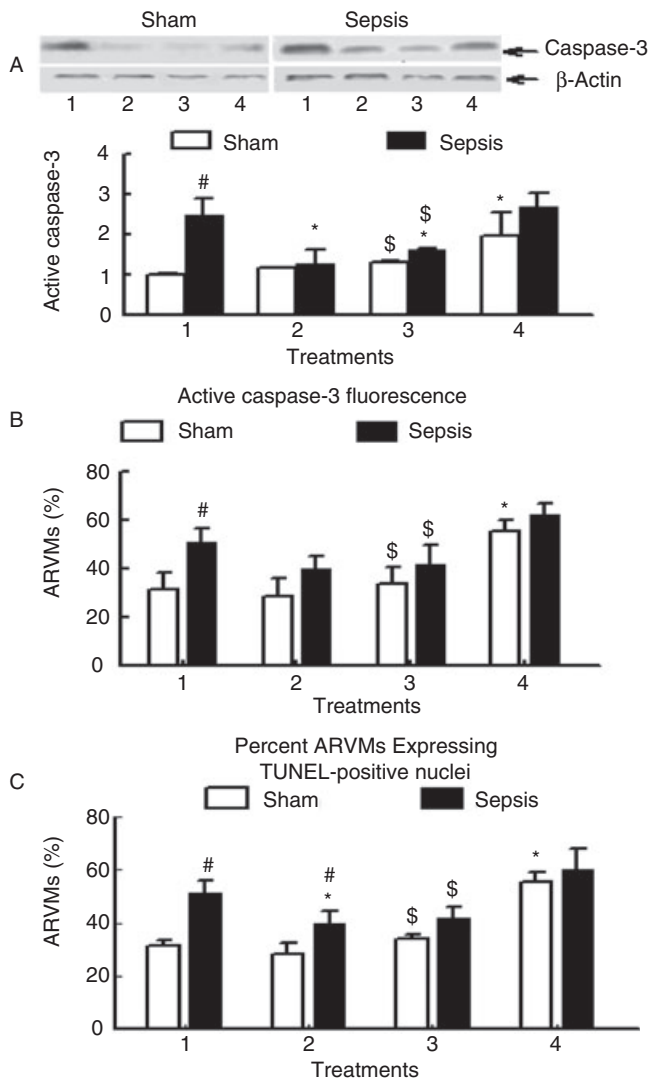 Sham Sepsis
A
Caspase-3
β-Actin
1 2 3 4 1 2 3 4
Sham Sepsis
Active caspase-3
4
3
2
1
0
#
*
$
$
*
*
1 2 3 4
Treatments
Active caspase-3 fluorescence
B
Sham Sepsis
ARVMs (%)
80
60
40
20
0
#
$
$
*
1 2 3 4
Treatments
Percent ARVMs Expressing
TUNEL-positive nuclei
C
Sham Sepsis
ARVMs (%)
80
60
40
20
0
#
#
*
$
$
*
1 2 3 4
Treatments